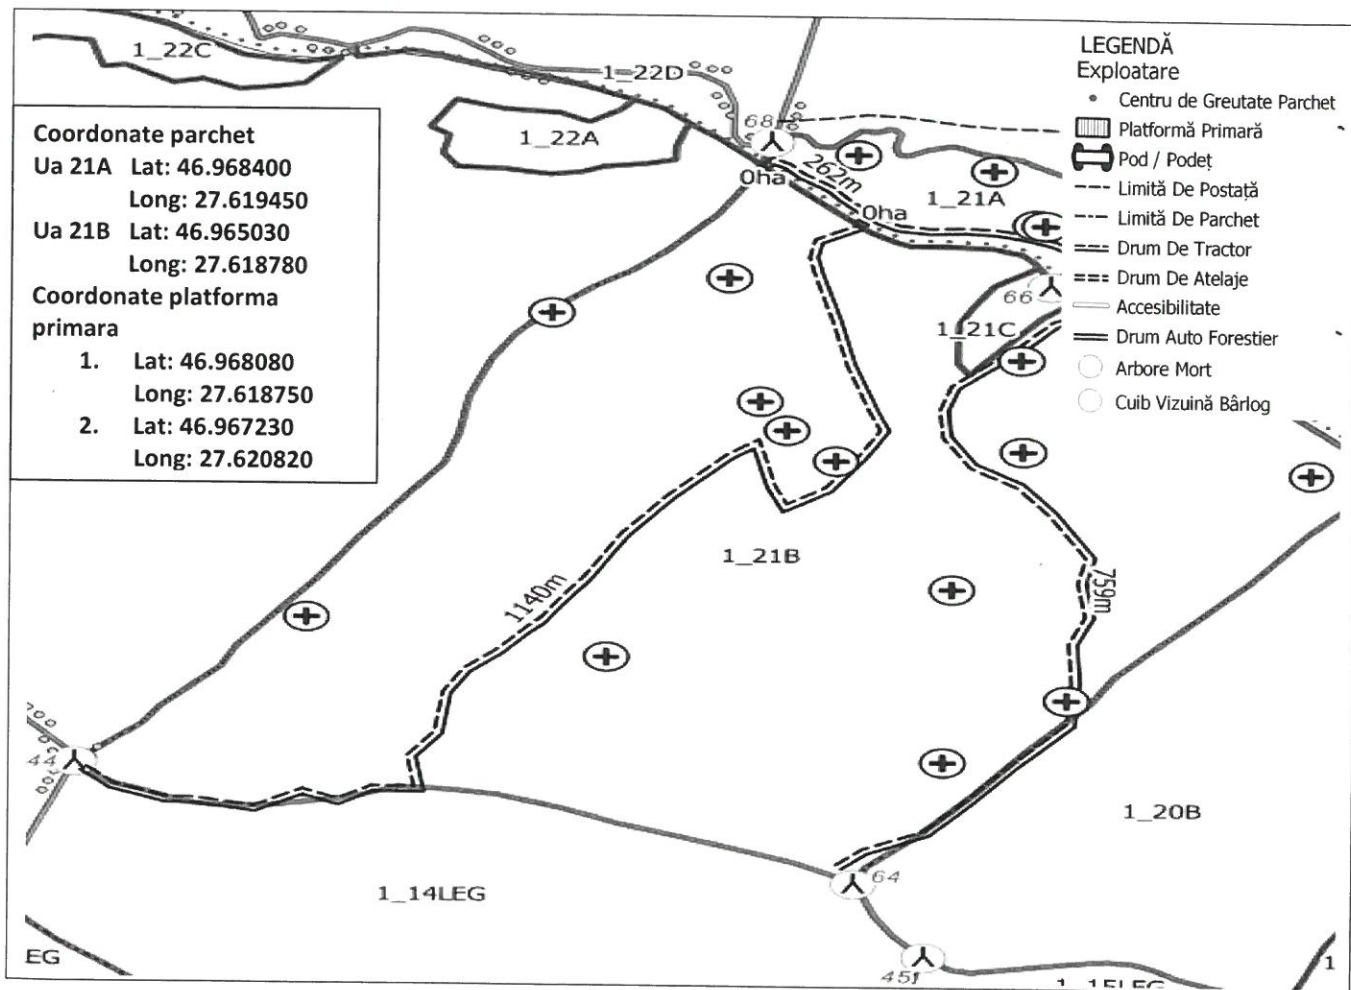 1_22C
1_22D
1_22A
68
Oha
262m
Oha
1_21A
66
1_21C
1_21B
1140m
759m
44
1_20B
64
1_14LEG
EG
45
1_15LEG
1
Coordonate parchet
Ua 21A Lat: 46.968400
Long: 27.619450
Ua 21B Lat: 46.965030
Long: 27.618780
Coordonate platforma
primara
1. Lat: 46.968080
Long: 27.618750
2. Lat: 46.967230
Long: 27.620820
LEGENDĂ
Exploatare
Centru de Greutate Parchet
Platformă Primară
Pod / Podeț
Limită De Postață
Limită De Parchet
Drum De Tractor
Drum De Atelaje
Accesibilitate
Drum Auto Forestier
Arbore Mort
Cuib Vizuină Bârlog